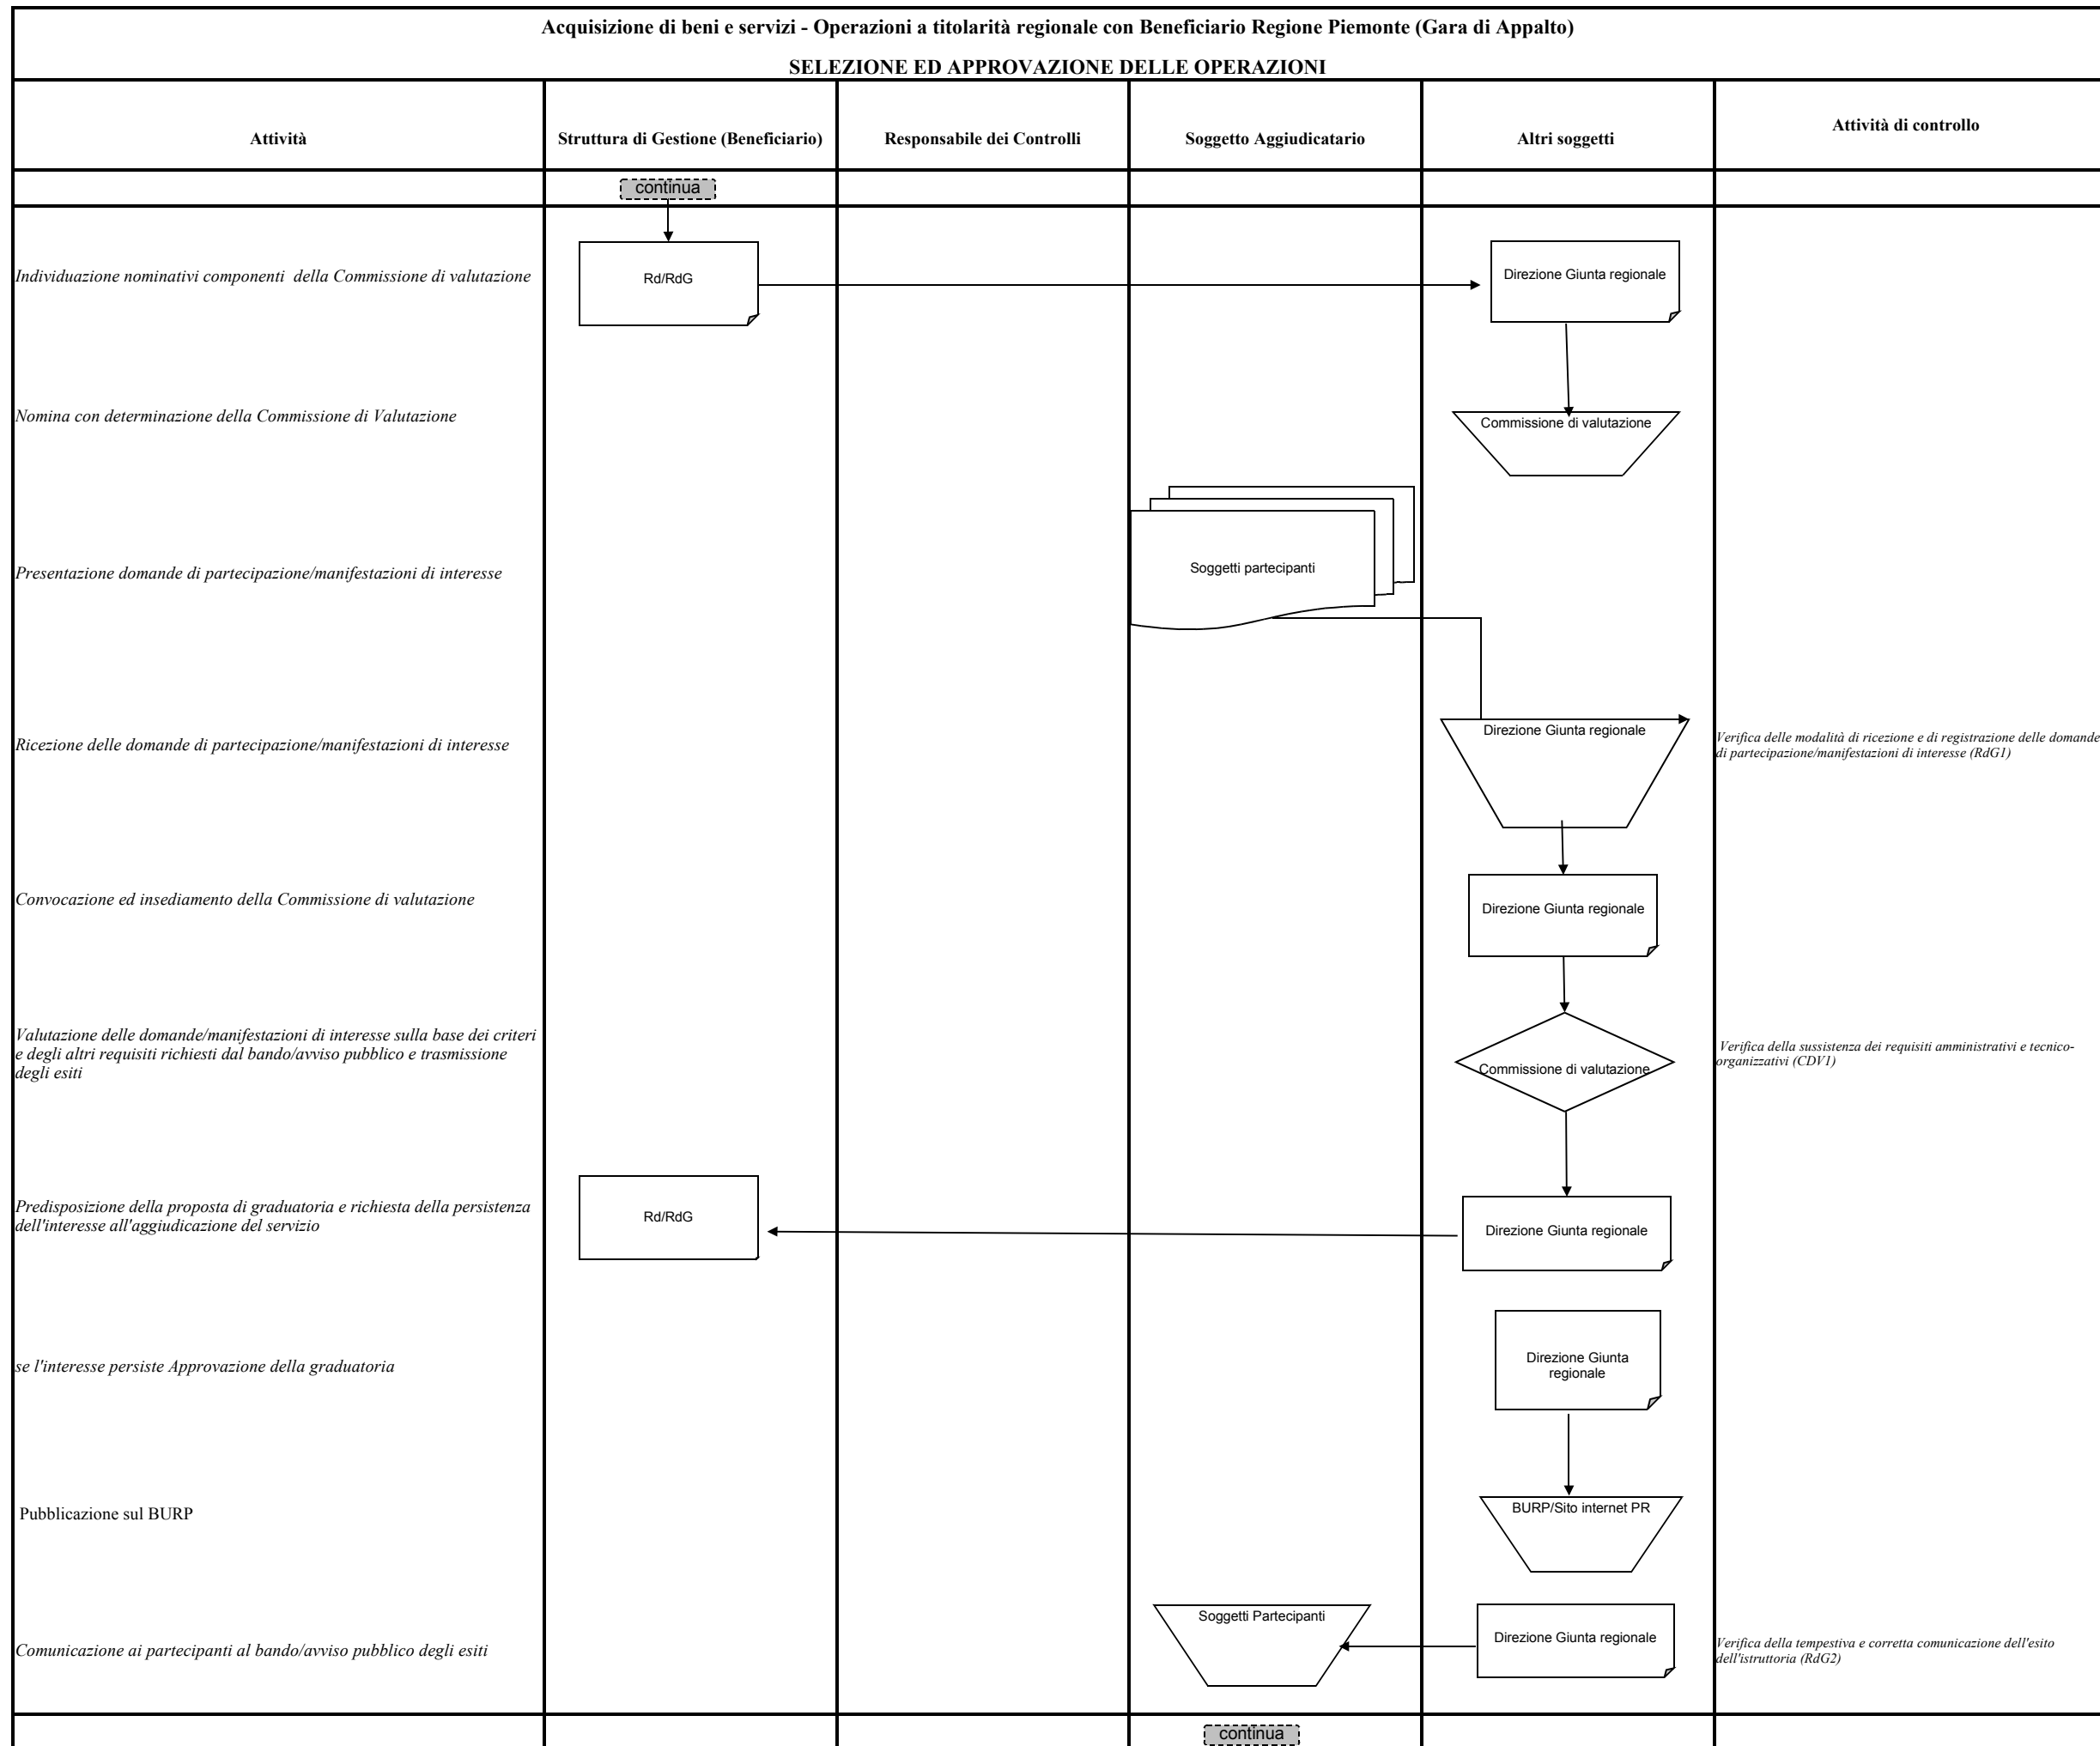 Acquisizione di beni e servizi - Operazioni a titolarità regionale con Beneficiario Regione Piemonte (Gara di Appalto)
SELEZIONE ED APPROVAZIONE DELLE OPERAZIONI
Attività
Struttura di Gestione (Beneficiario)
Responsabile dei Controlli
Soggetto Aggiudicatario
Altri soggetti
Attività di controllo
continua
Individuazione nominativi componenti della Commissione di valutazione
Rd/RdG
Direzione Giunta regionale
Nomina con determinazione della Commissione di Valutazione
Commissione di valutazione
Presentazione domande di partecipazione/manifestazioni di interesse
Soggetti partecipanti
Ricezione delle domande di partecipazione/manifestazioni di interesse
Direzione Giunta regionale
Verifica delle modalità di ricezione e di registrazione delle domande
di partecipazione/manifestazioni di interesse (RdG1)
Convocazione ed insediamento della Commissione di valutazione
Direzione Giunta regionale
Valutazione delle domande/manifestazioni di interesse sulla base dei criteri
e degli altri requisiti richiesti dal bando/avviso pubblico e trasmissione
degli esiti
Commissione di valutazione
Verifica della sussistenza dei requisiti amministrativi e tecnico-
organizzativi (CDV1)
Predisposizione della proposta di graduatoria e richiesta della persistenza
dell'interesse all'aggiudicazione del servizio
Rd/RdG
Direzione Giunta regionale
se l'interesse persiste Approvazione della graduatoria
Direzione Giunta
regionale
Pubblicazione sul BURP
BURP/Sito internet PR
Comunicazione ai partecipanti al bando/avviso pubblico degli esiti
Soggetti Partecipanti
Direzione Giunta regionale
Verifica della tempestiva e corretta comunicazione dell'esito
dell'istruttoria (RdG2)
continua